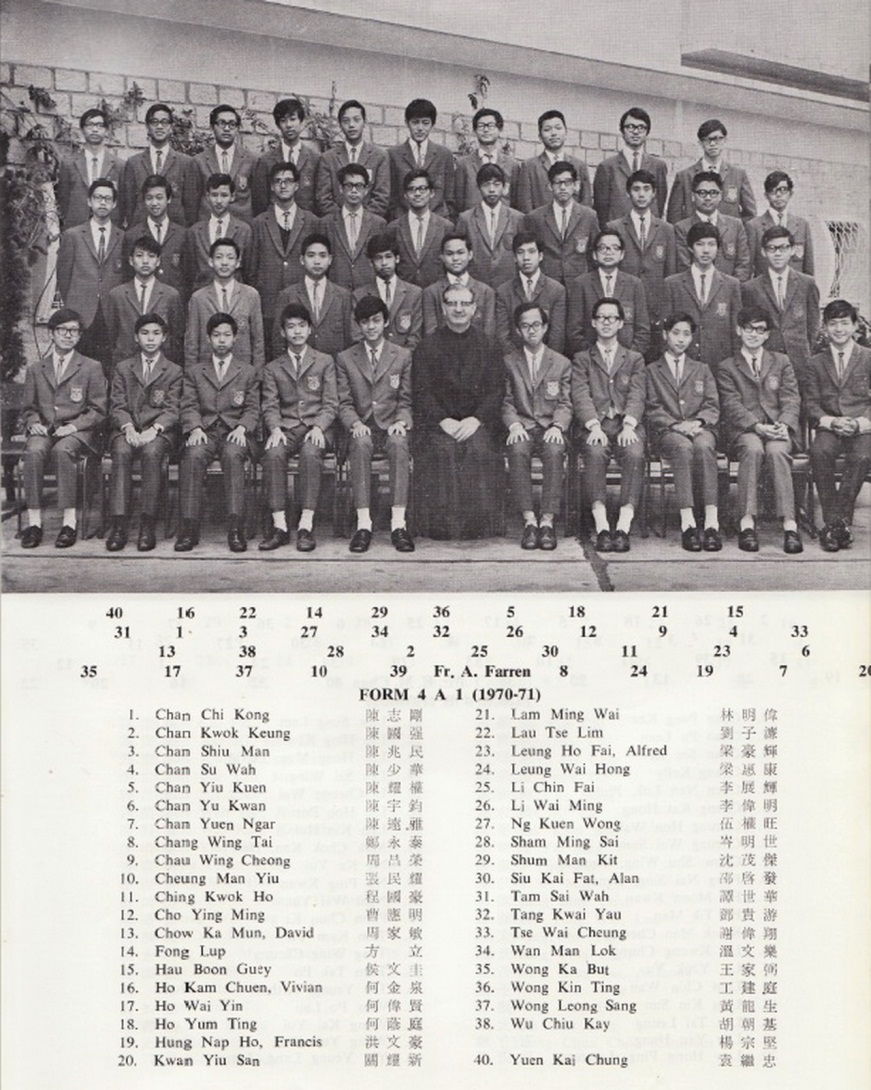 40 16 22 14 29 36 5 18 21 15
31 1 3 27 34 32 26 12 9 4 33
13 38 28 2 25 30 11 23 6
35 17 37 10 39 Fr, A. Farren 8 24 19 7 20
FORM 4 A 1 (1970-71)
1. Chan Chi Kong 陳志剛
2. Chan Kwok Keung 陳國强
3. Chan Shiu Man 陳兆民
4. Chan Su Wah 陳少華
5. Chan Yiu Kuen 陳耀權
6. Chan Yu Kwan 陳宇鈞
7. Chan Yuen Ngar 陳遠雅
8. Chang Wing Tai 鄭永泰
9. Chau Wing Cheong 周昌榮
10. Cheung Man Yiu 張民耀
11. Ching Kwok Ho 程國豪
12. Cho Ying Ming 曹應明
13. Chow Ka Mun, David 周家敏
14. Fong Lup 方立
15. Hau Boon Guey 侯文圭
16. Ho Kam Chuen, Vivian 何金泉
17. Ho Wai Yin 何偉賢
18. Ho Yum Ting 何蔭庭
19. Hung Nap Ho, Francis 洪文豪
20. Kwan Yiu San 關耀新
21. Lam Ming Wai 林明偉
22. Lau Tse Lim 劉子濂
23. Leung Ho Fai, Alfred 梁豪輝
24. Leung Wai Hong 梁惠康
25. Li Chin Fai 李展輝
26. Li Wai Ming 李偉明
27. Ng Kuen Wong 伍權旺
28. Sham Ming Sai 岑明世
29. Shum Man Kit 沈茂傑
30. Siu Kai Fat, Alan 邵啓發
31. Tam Sai Wah 譚世華
32. Tang Kwai Yau 鄧貴游
33. Tse Wai Cheung 謝偉翔
34. Wan Man Lok 溫文樂
35. Wong Ka But 王家弼
36. Wong Kin Ting 王建庭
37. Wong Leong Sang 黃龍生
38. Wu Chiu Kay 胡朝基
楊宗堅
40. Yuen Kai Chung 袁繼忠